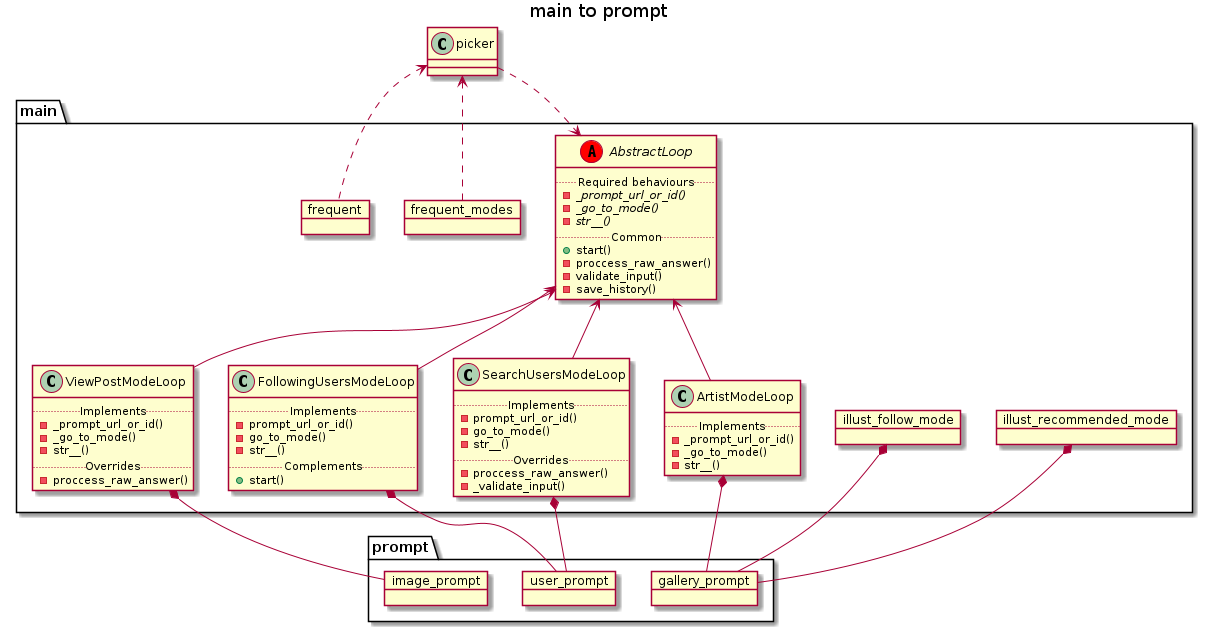 main to prompt
C picker
main
A AbstractLoop
Required behaviours
_prompt_url_or_id()
_go_to_mode()
str__()
Common
start()
proccess_raw_answer()
validate_input()
save_history()
frequent
frequent_modes
C ViewPostModeLoop
Implements
_prompt_url_or_id()
_go_to_mode()
str__()
Overrides
proccess_raw_answer()
C FollowingUsersModeLoop
Implements
prompt_url_or_id()
go_to_mode()
str__()
Complements
start()
C SearchUsersModeLoop
Implements
prompt_url_or_id()
go_to_mode()
str__()
Overrides
proccess_raw_answer()
_validate_input()
C ArtistModeLoop
Implements
_prompt_url_or_id()
_go_to_mode()
str__()
illust_follow_mode
illust_recommended_mode
prompt
image_prompt
user_prompt
gallery_prompt